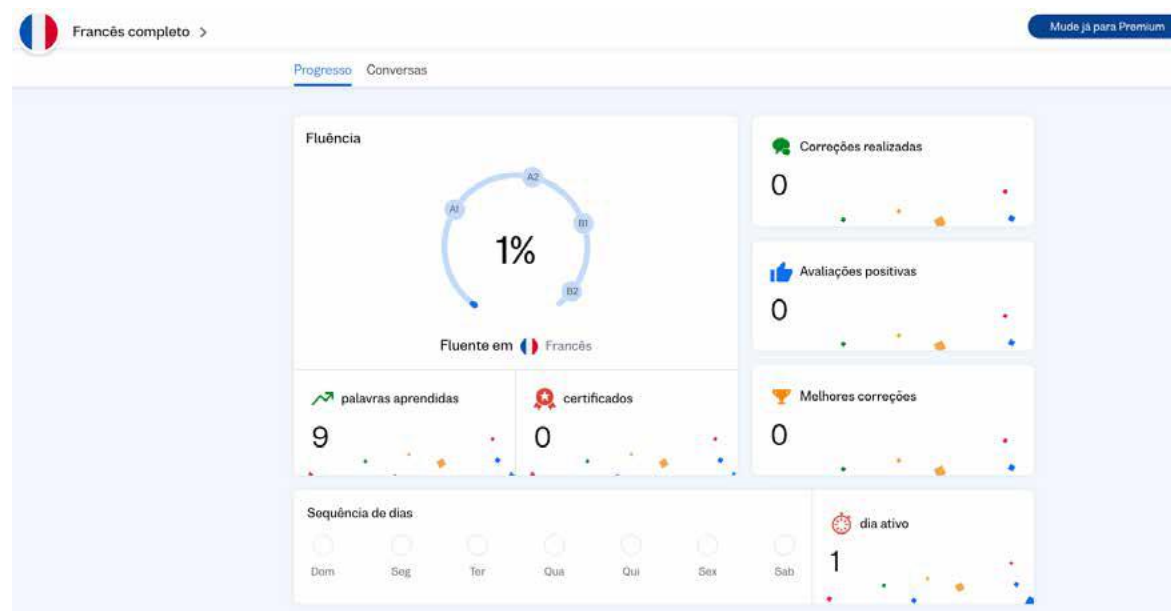 Francês completo >
Mude já para Premium
Progresso Conversas
Fluência
A1
A2
B1
B2
1%
Fluente em Francês
palavras aprendidas
9
certificados
0
Correções realizadas
0
Avaliações positivas
0
Melhores correções
0
Sequência de dias
Dom Seg Ter Qua Qui Sex Sab
dia ativo
1